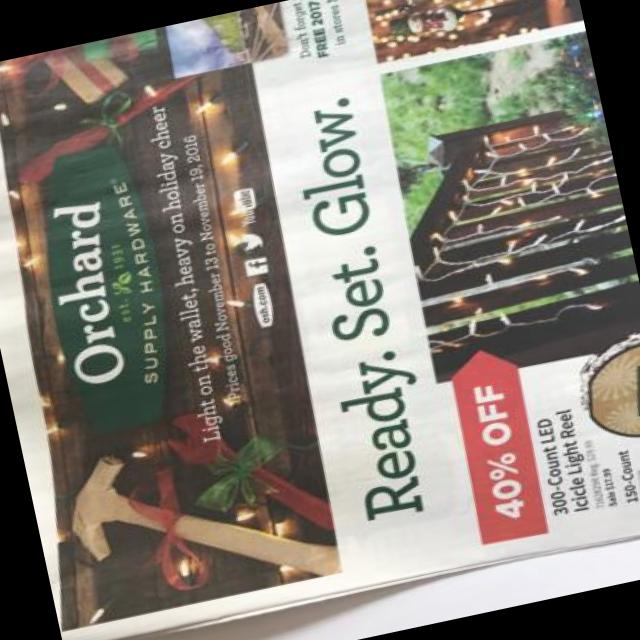 Orchard
EST. 1931
SUPPLY HARDWARE
Light on the wallet, heavy on holiday cheer
Prices good November 13 to November 19, 2016
osh.com
Don't forget
FREE 2017
in stores
Ready. Set. Glow.
40% OFF
300-Count LED
Icicle Light Reel
Sale $17.99
150-Count